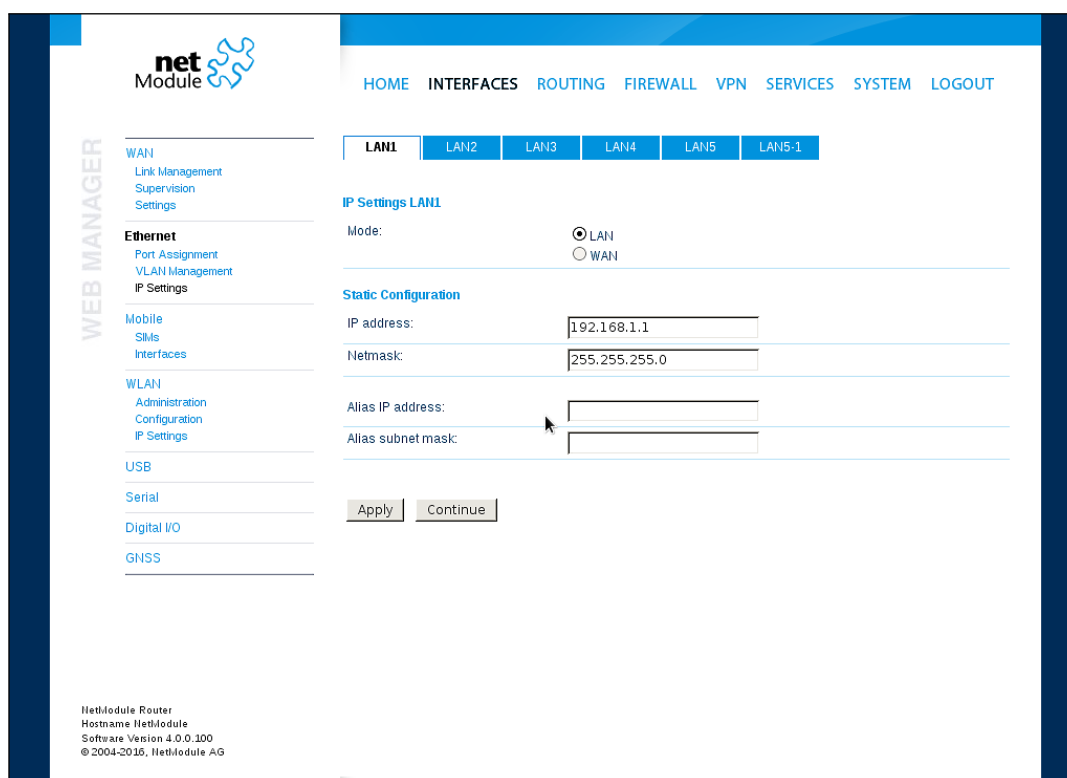 net
Module
HOME INTERFACES ROUTING FIREWALL VPN SERVICES SYSTEM LOGOUT
WEB MANAGER
WAN
Link Management
Supervision
Settings
Ethernet
Port Assignment
VLAN Management
IP Settings
Mobile
SIMs
Interfaces
WLAN
Administration
Configuration
IP Settings
USB
Serial
Digital I/O
GNSS
LAN1 LAN2 LAN3 LAN4 LAN5 LAN5-1
IP Settings LAN1
Mode: LAN
WAN
Static Configuration
IP address: 192.168.1.1
Netmask: 255.255.255.0
Alias IP address:
Alias subnet mask:
Apply Continue
NetModule Router
Hostname NetModule
Software Version 4.0.0.100
© 2004-2016, NetModule AG